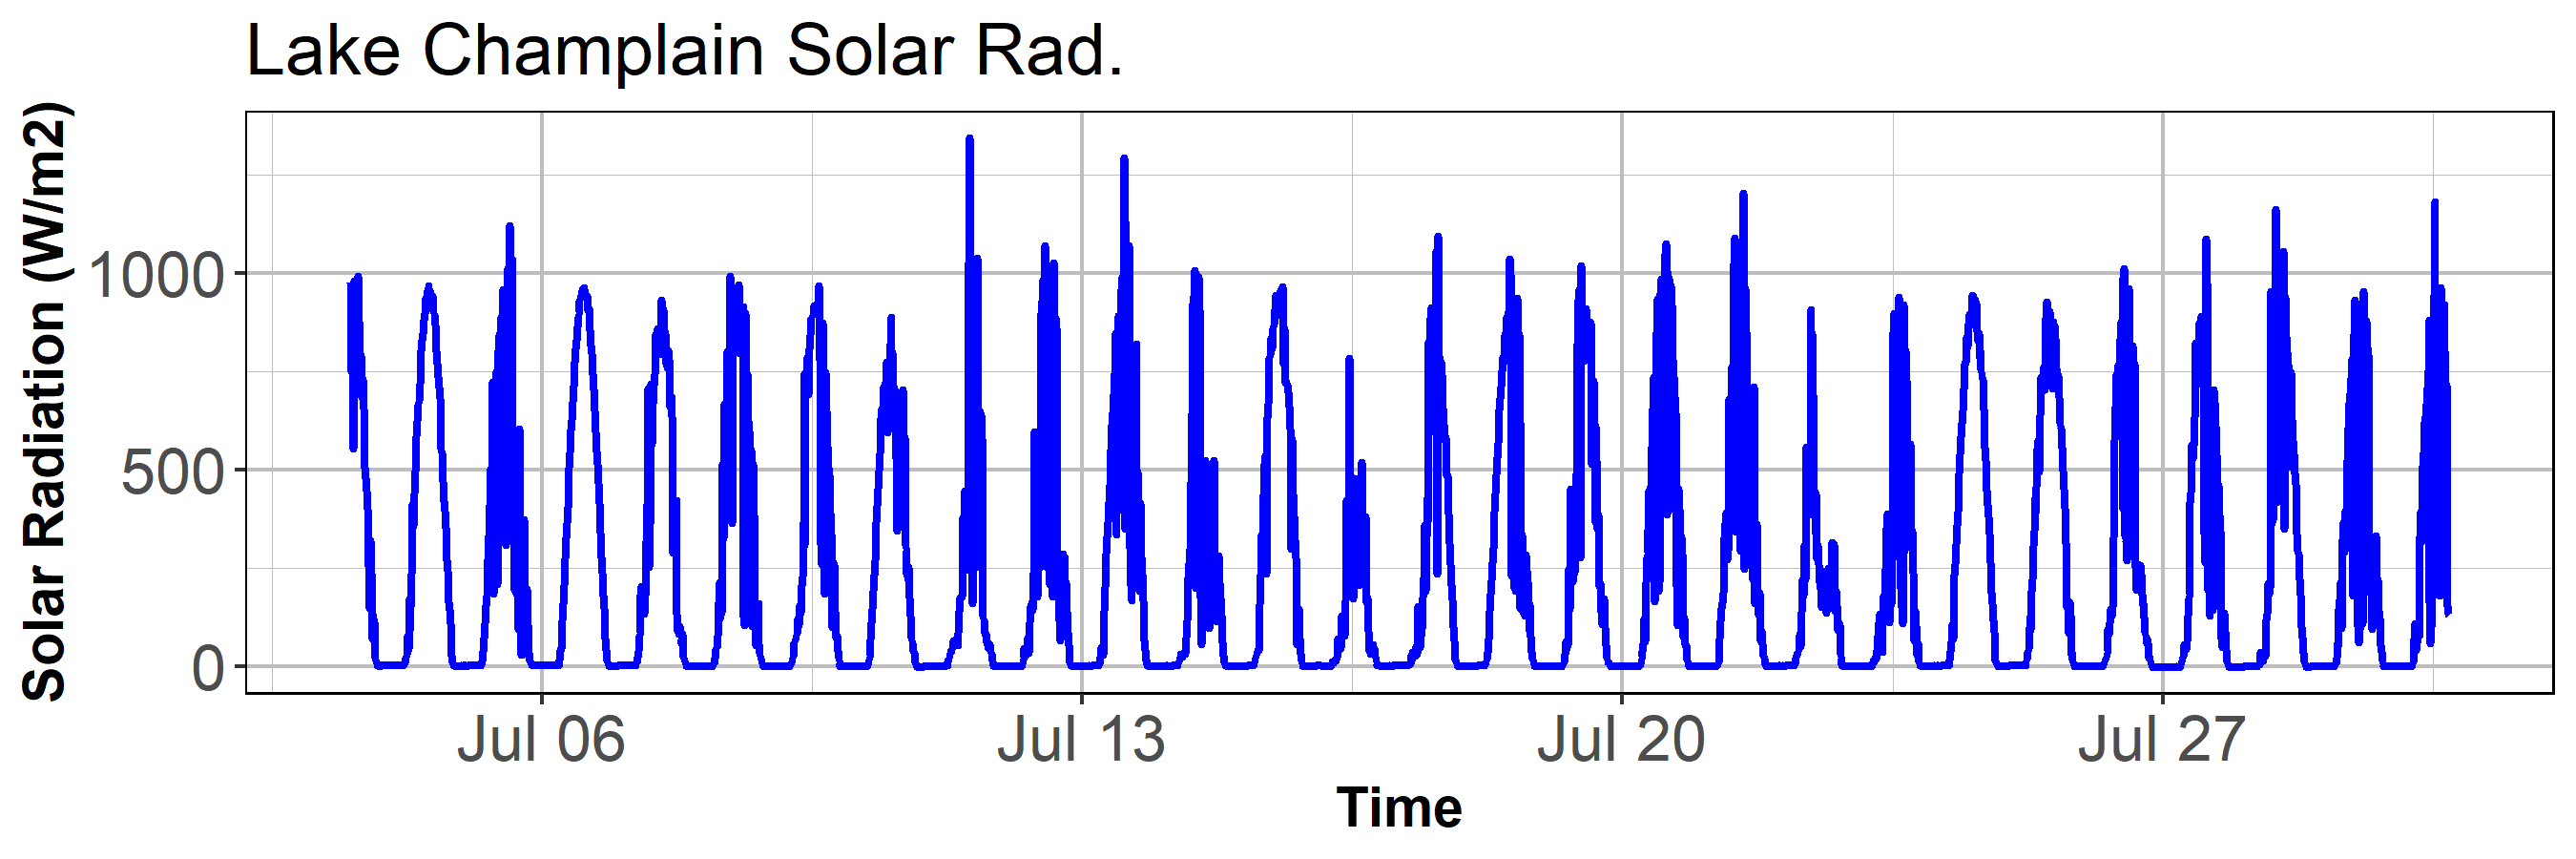 Lake Champlain Solar Rad.
Solar Radiation (W/m2)
1000
500
0
Jul 06
Jul 13
Jul 20
Jul 27
Time